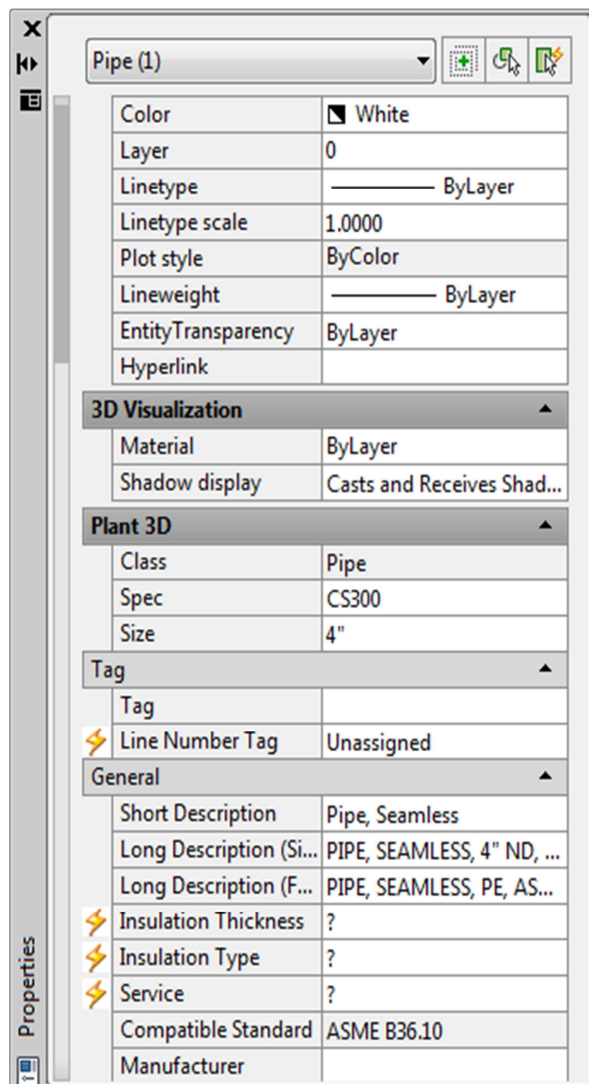 Pipe (1)
Color White
Layer 0
Linetype ByLayer
Linetype scale 1.0000
Plot style ByColor
Lineweight ByLayer
EntityTransparency ByLayer
Hyperlink
3D Visualization
Material ByLayer
Shadow display Casts and Receives Shad...
Plant 3D
Class Pipe
Spec CS300
Size 4"
Tag
Tag
Line Number Tag Unassigned
General
Short Description Pipe, Seamless
Long Description (Si... PIPE, SEAMLESS, 4" ND, ...
Long Description (F... PIPE, SEAMLESS, PE, AS...
Insulation Thickness ?
Insulation Type ?
Service ?
Compatible Standard ASME B36.10
Manufacturer
Properties